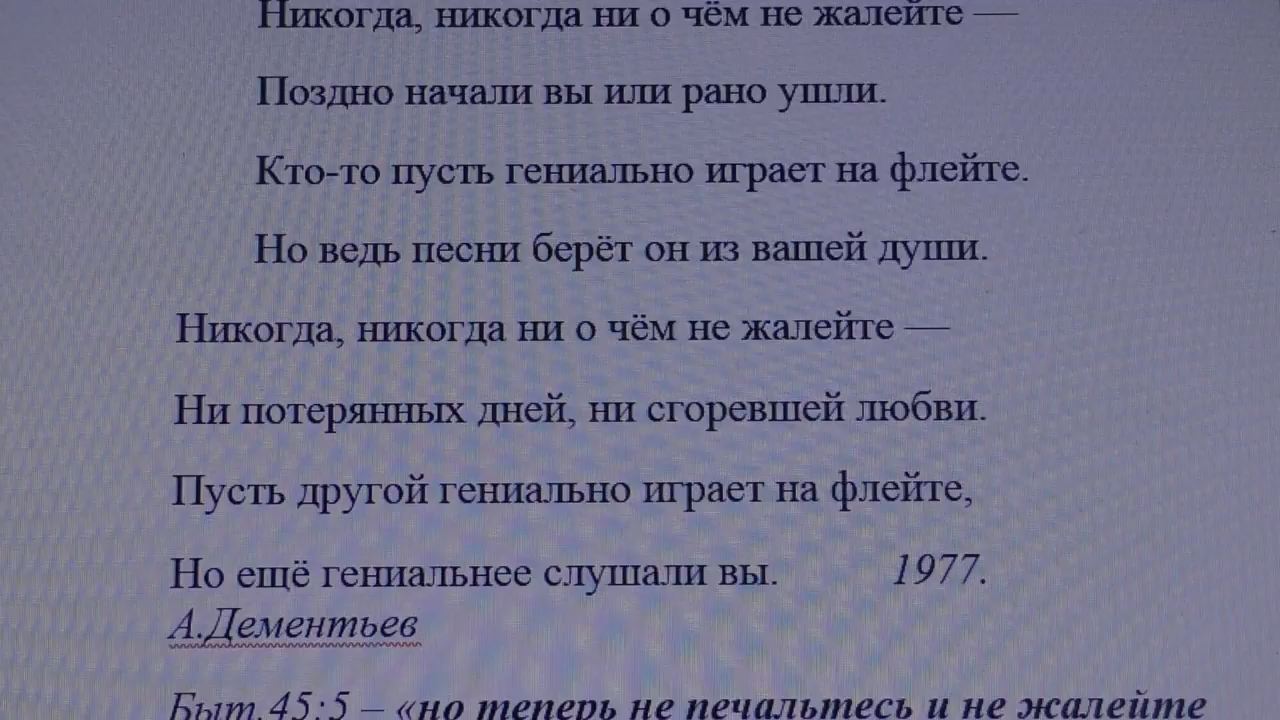 Никогда, никогда ни о чём не жалейте —
Поздно начали вы или рано ушли.
Кто-то пусть гениально играет на флейте.
Но ведь песни берёт он из вашей души.
Никогда, никогда ни о чём не жалейте —
Ни потерянных дней, ни сгоревшей любви.
Пусть другой гениально играет на флейте,
Но ещё гениальнее слушали вы. 1977.
А.Дементьев
Быт.45:5 – «но теперь не печальтесь и не жалейте